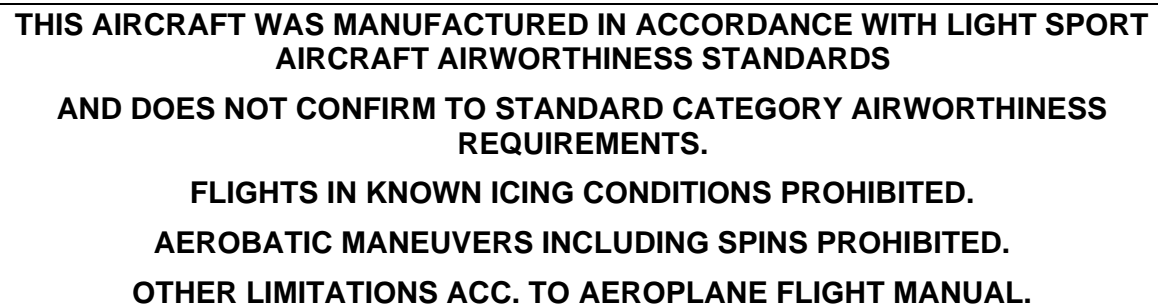 THIS AIRCRAFT WAS MANUFACTURED IN ACCORDANCE WITH LIGHT SPORT
AIRCRAFT AIRWORTHINESS STANDARDS
AND DOES NOT CONFIRM TO STANDARD CATEGORY AIRWORTHINESS
REQUIREMENTS.
FLIGHTS IN KNOWN ICING CONDITIONS PROHIBITED.
AEROBATIC MANEUVERS INCLUDING SPINS PROHIBITED.
OTHER LIMITATIONS ACC. TO AEROPLANE FLIGHT MANUAL.